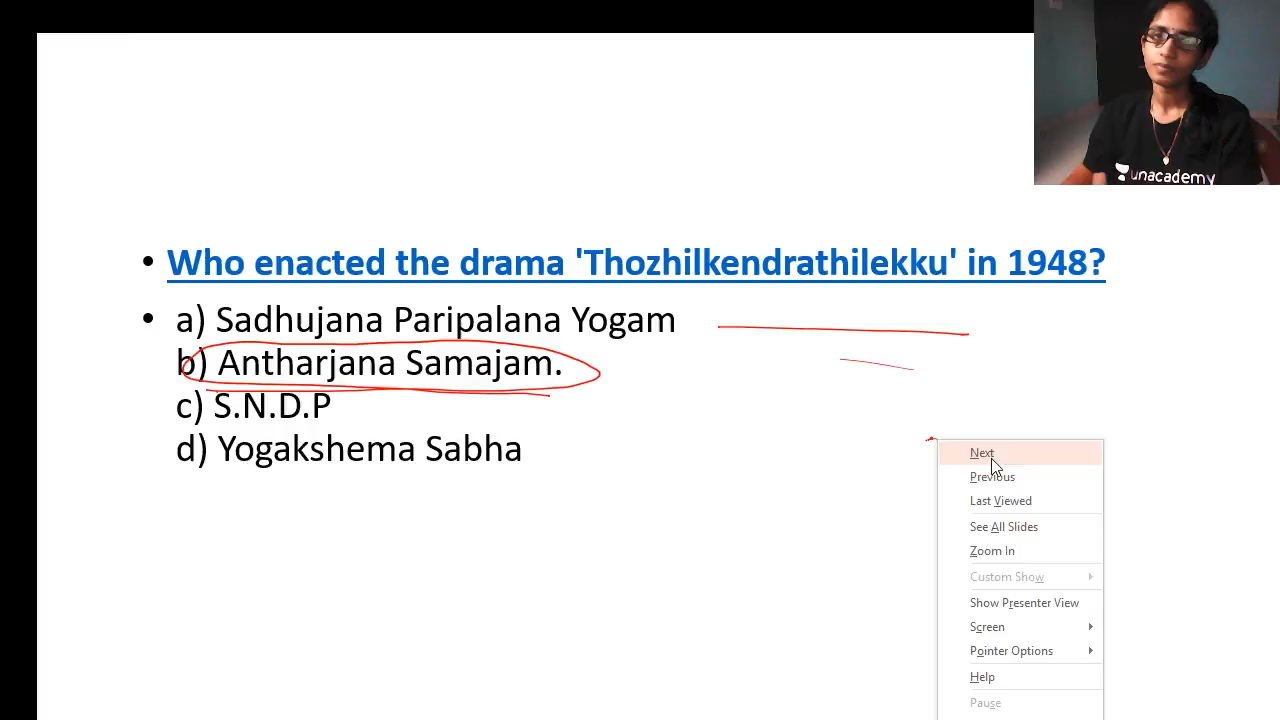 unacademy
• Who enacted the drama 'Thozhilkendrathilekku' in 1948?
• a) Sadhujana Paripalana Yogam
b) Antharjana Samajam.
c) S.N.D.P
d) Yogakshema Sabha
Next
Previous
Last Viewed
See All Slides
Zoom In
Custom Show
Show Presenter View
Screen
Pointer Options
Help
Pause